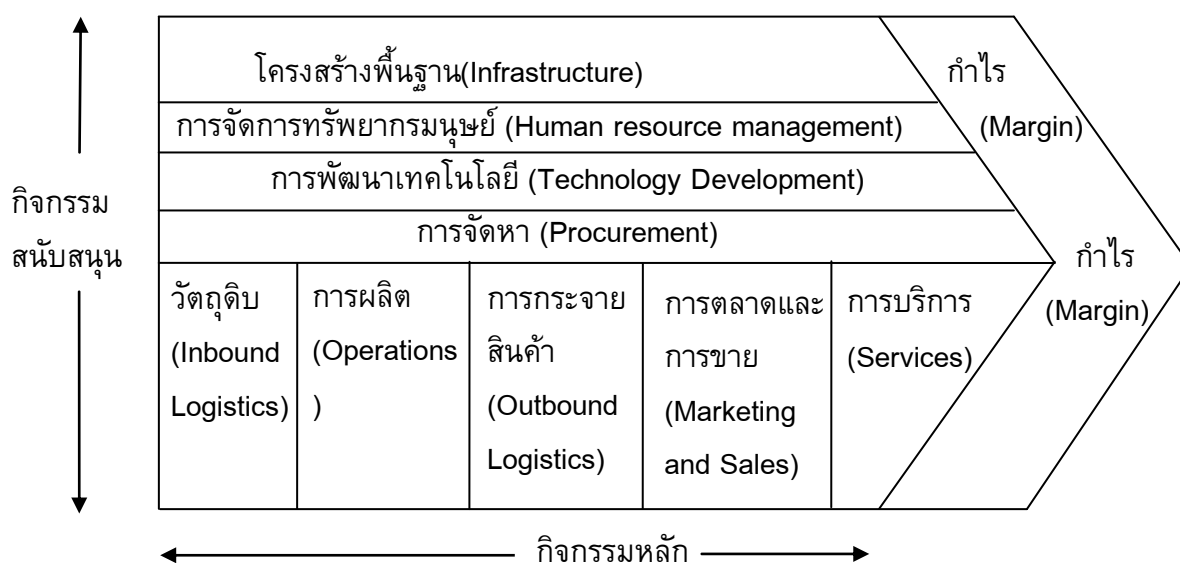 โครงสร้างพื้นฐาน(Infrastructure)
การจัดการทรัพยากรมนุษย์ (Human resource management)
การพัฒนาเทคโนโลยี (Technology Development)
การจัดหา (Procurement)
กำไร
(Margin)
กำไร
(Margin)
กิจกรรม
สนับสนุน
วัตถุดิบ
(Inbound
Logistics)
การผลิต
(Operations
)
การกระจาย
สินค้า
(Outbound
Logistics)
การตลาดและ
การขาย
(Marketing
and Sales)
การบริการ
(Services)
กิจกรรมหลัก